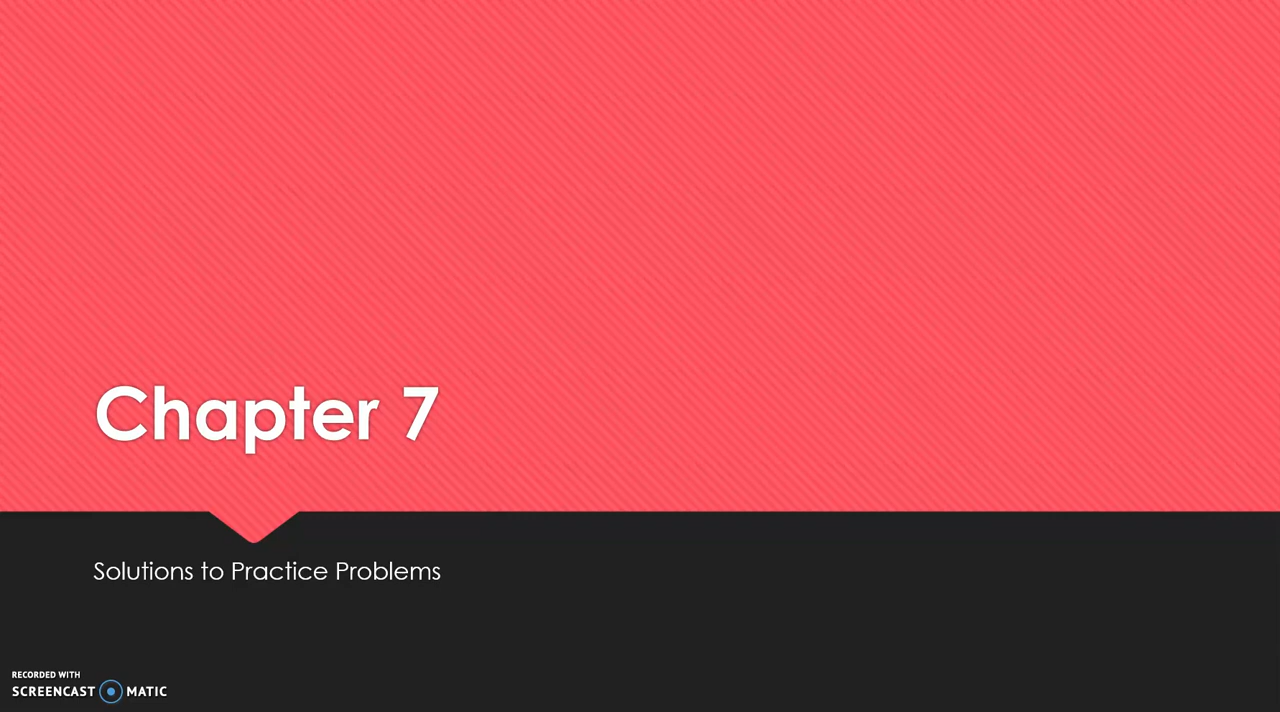 Chapter 7
Solutions to Practice Problems
RECORDED WITH
SCREENCAST MATIC